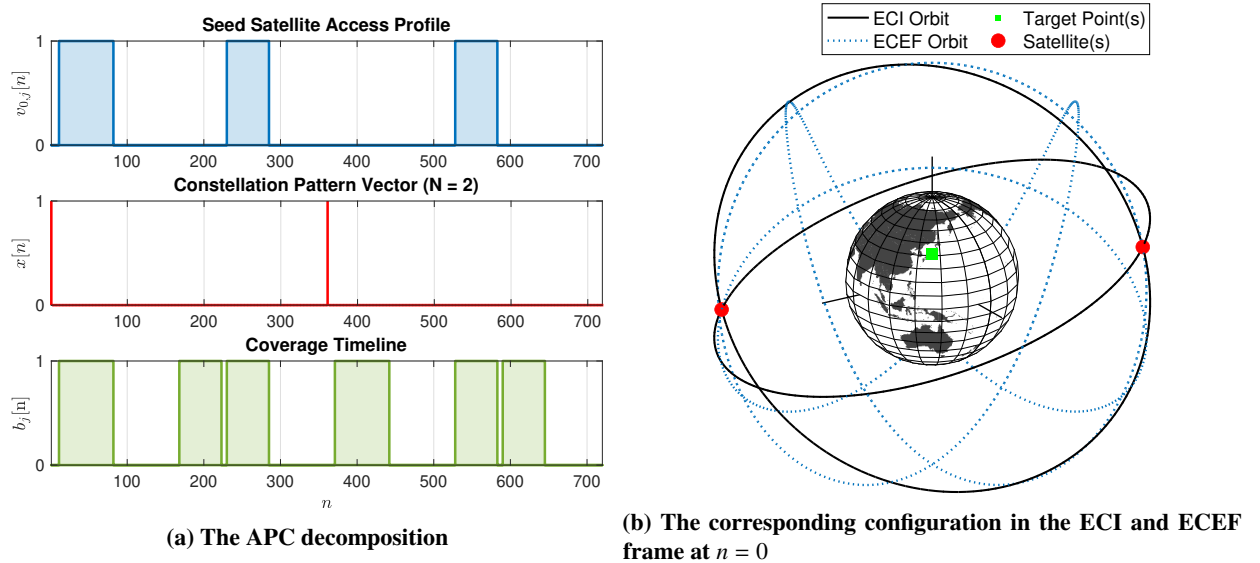 Seed Satellite Access Profile
1
v_{0,j}[n]
0
100 200 300 400 500 600 700
Constellation Pattern Vector (N = 2)
1
x[n]
0
100 200 300 400 500 600 700
Coverage Timeline
1
b_j[n]
0
100 200 300 400 500 600 700
n
(a) The APC decomposition
ECI Orbit
ECEF Orbit
Target Point(s)
Satellite(s)
(b) The corresponding configuration in the ECI and ECEF
frame at n = 0